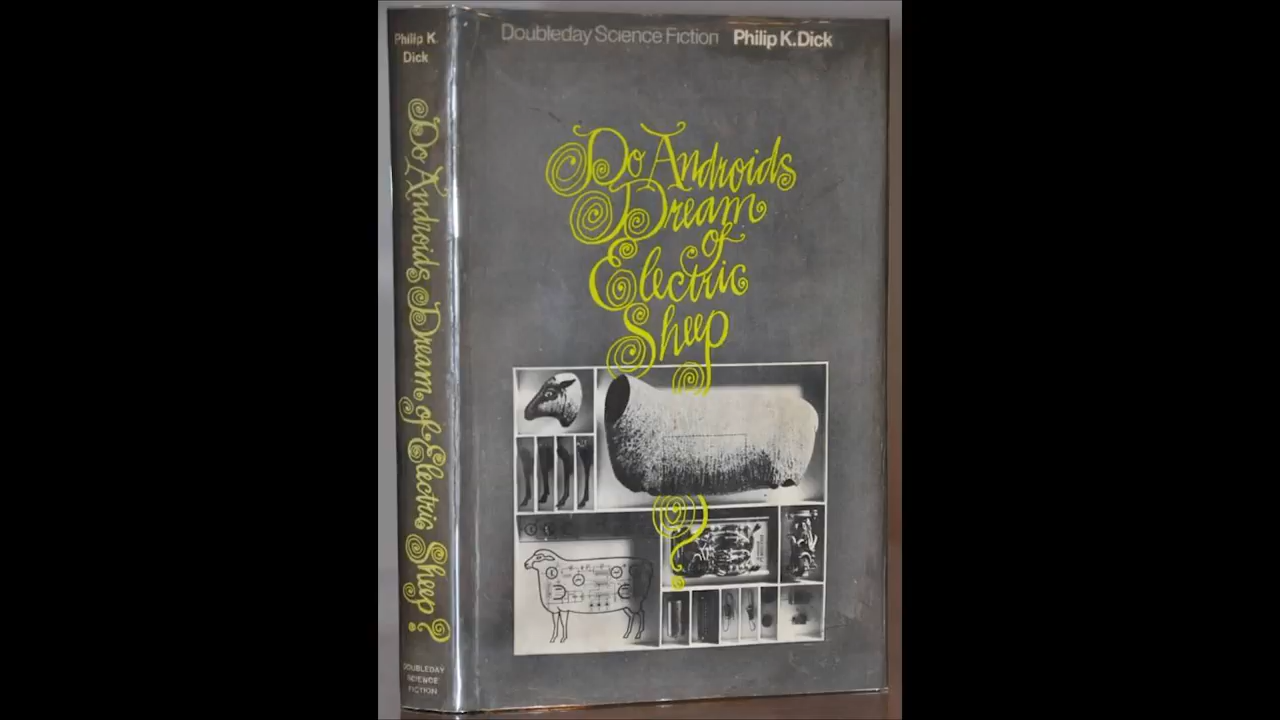 Philip K.
Dick
Do Androids Dream of Electric Sheep?
DOUBLEDAY
SCIENCE
FICTION
Doubleday Science Fiction Philip K. Dick
Do Androids
Dream
of
Electric
Sheep
?